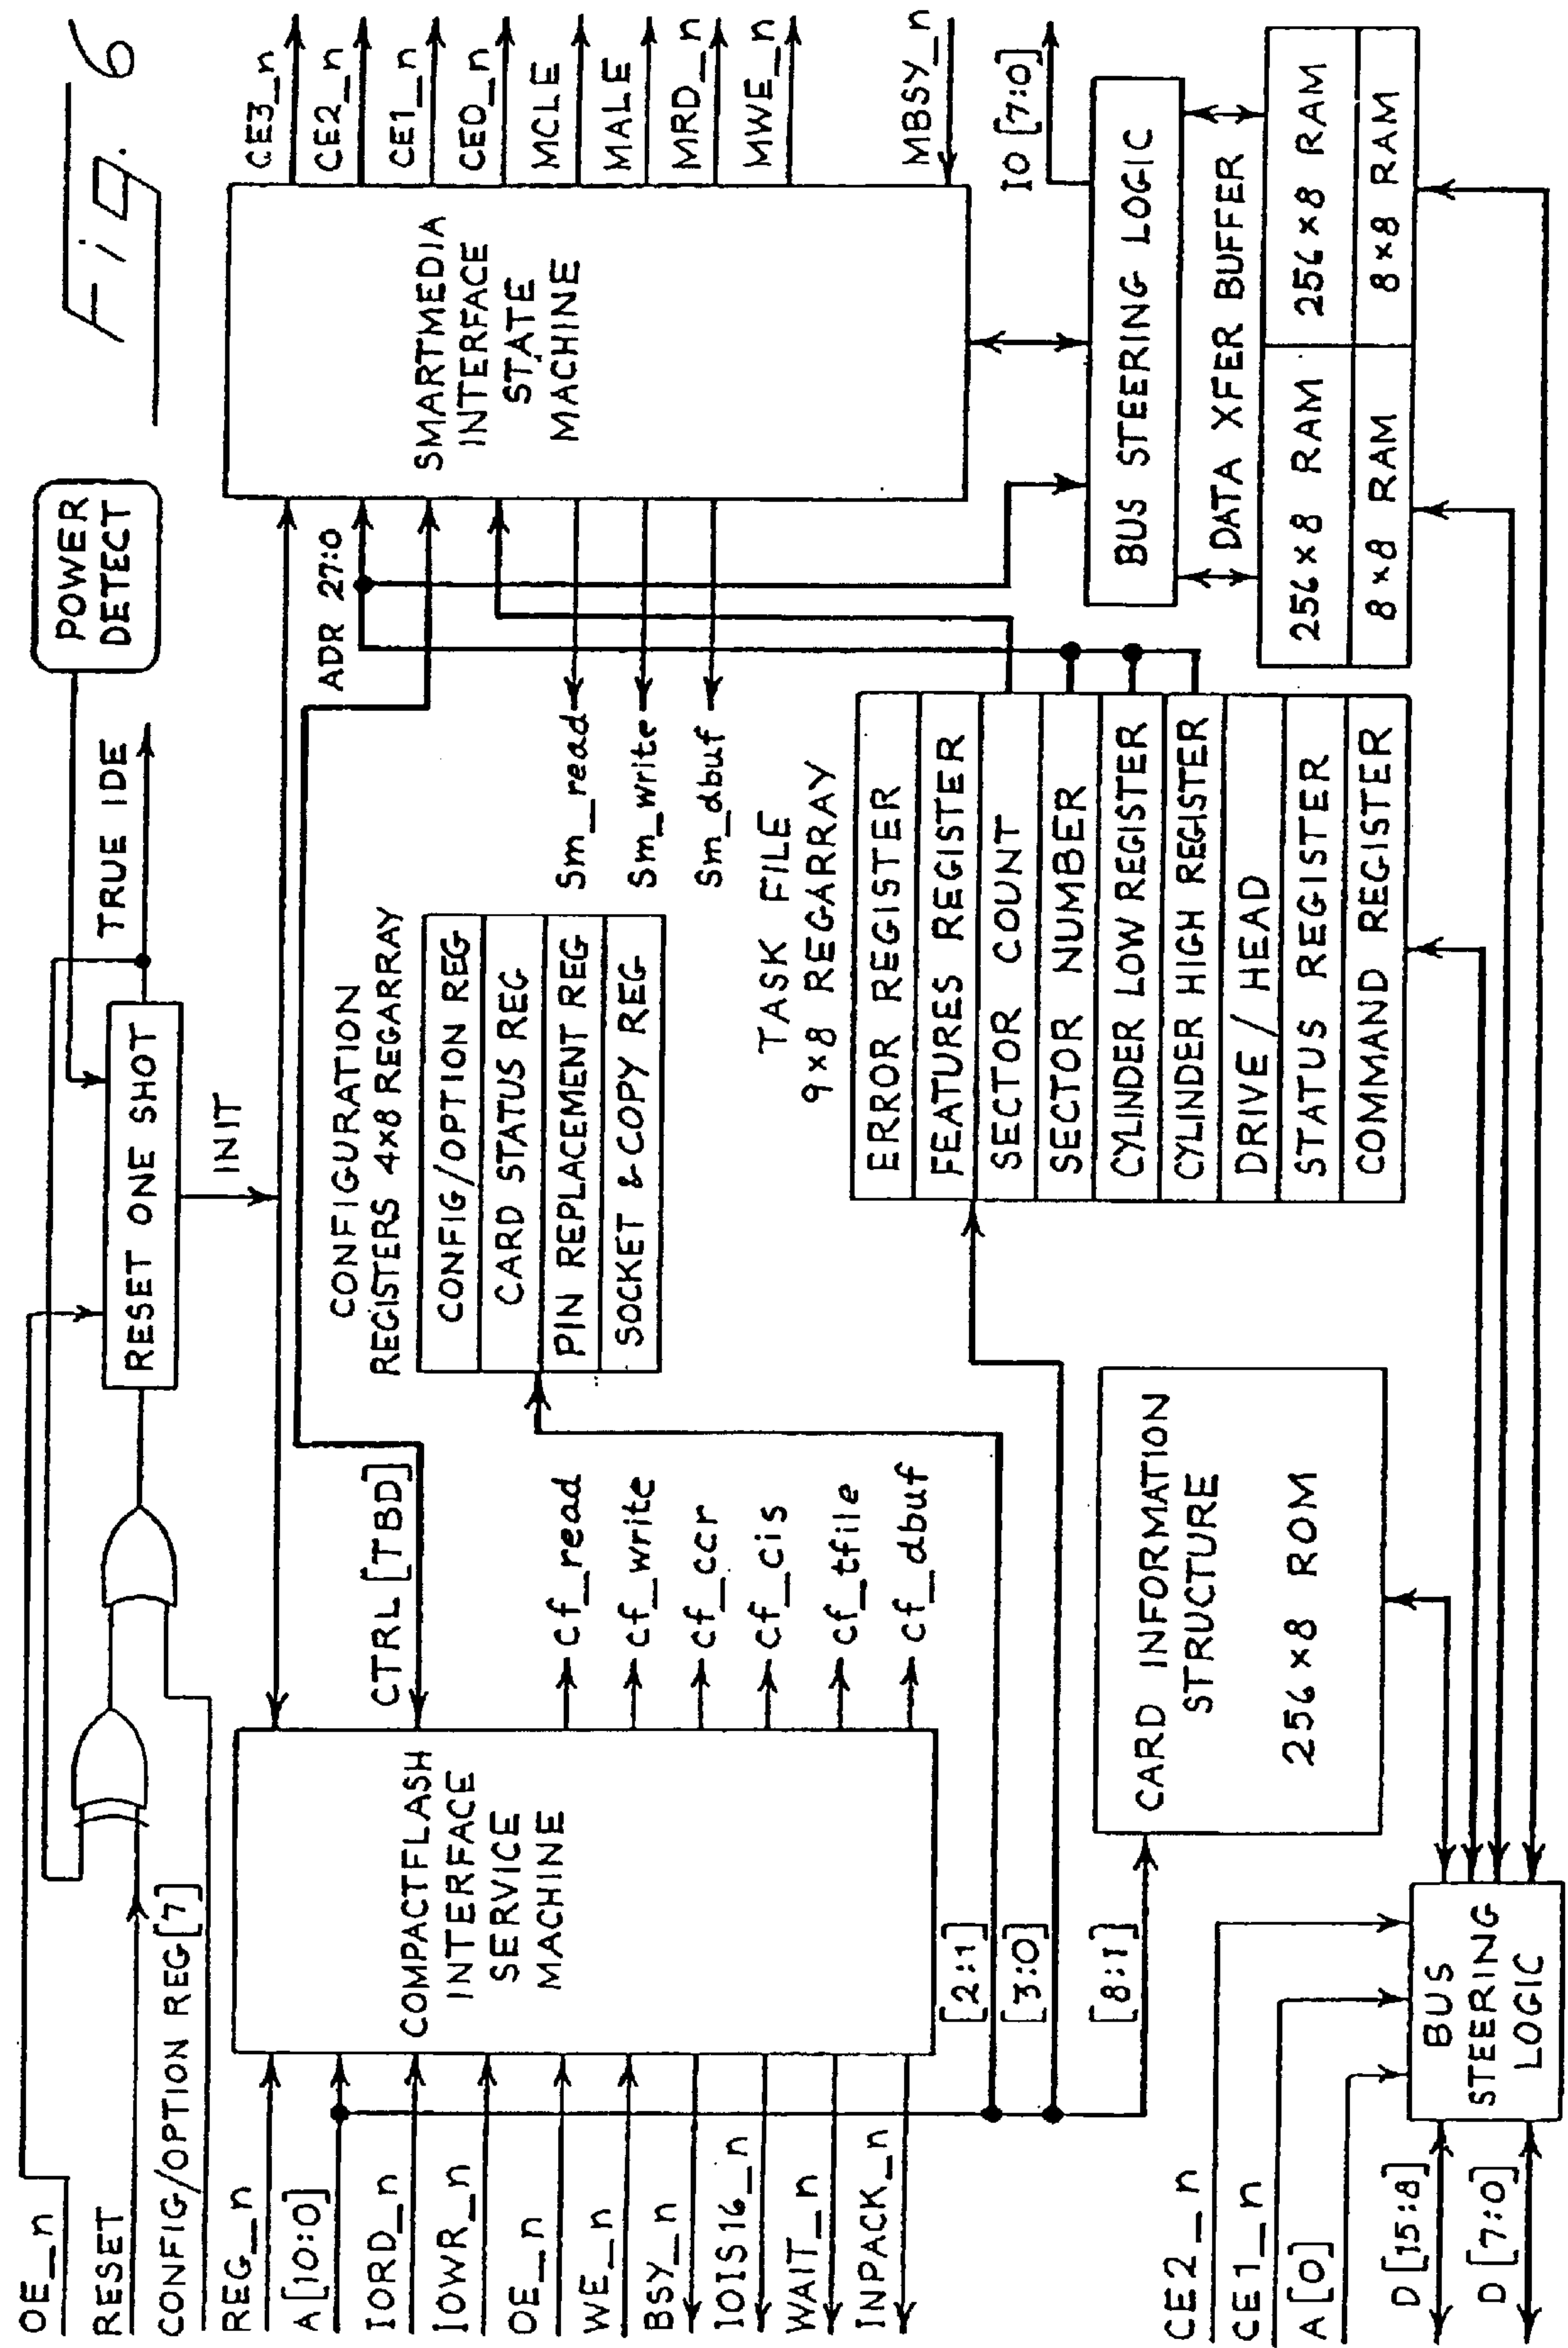 Fig. 6
OE_n
RESET
CONFIG/OPTION REG[7]
RESET ONE SHOT
TRUE IDE
POWER
DETECT
INIT
REG_n
A[10:0]
IORD_n
IOWR_n
OE_n
WE_n
BSY_n
IOIS16_n
WAIT_n
INPACK_n
COMPACTFLASH
INTERFACE
SERVICE
MACHINE
CTRL [TBD]
cf_read
cf_write
cf_ccr
cf_cis
cf_tfile
cf_dbuf
[2:1]
[3:0]
[8:1]
CONFIGURATION
REGISTERS 4x8 REGARRAY
CONFIG/OPTION REG
CARD STATUS REG
PIN REPLACEMENT REG
SOCKET & COPY REG
ADR 27:0
Sm_read
Sm_write
Sm_dbuf
SMARTMEDIA
INTERFACE
STATE
MACHINE
CE3_n
CE2_n
CE1_n
CE0_n
MCLE
MALE
MRD_n
MWE_n
MBSY_n
IO [7:0]
TASK FILE
9x8 REGARRAY
ERROR REGISTER
FEATURES REGISTER
SECTOR COUNT
SECTOR NUMBER
CYLINDER LOW REGISTER
CYLINDER HIGH REGISTER
DRIVE/HEAD
STATUS REGISTER
COMMAND REGISTER
BUS STEERING LOGIC
DATA XFER BUFFER
256x8 RAM 256x8 RAM
8x8 RAM 8x8 RAM
CARD INFORMATION
STRUCTURE
256x8 ROM
CE2_n
CE1_n
A[0]
D[15:8]
D[7:0]
BUS
STEERING
LOGIC